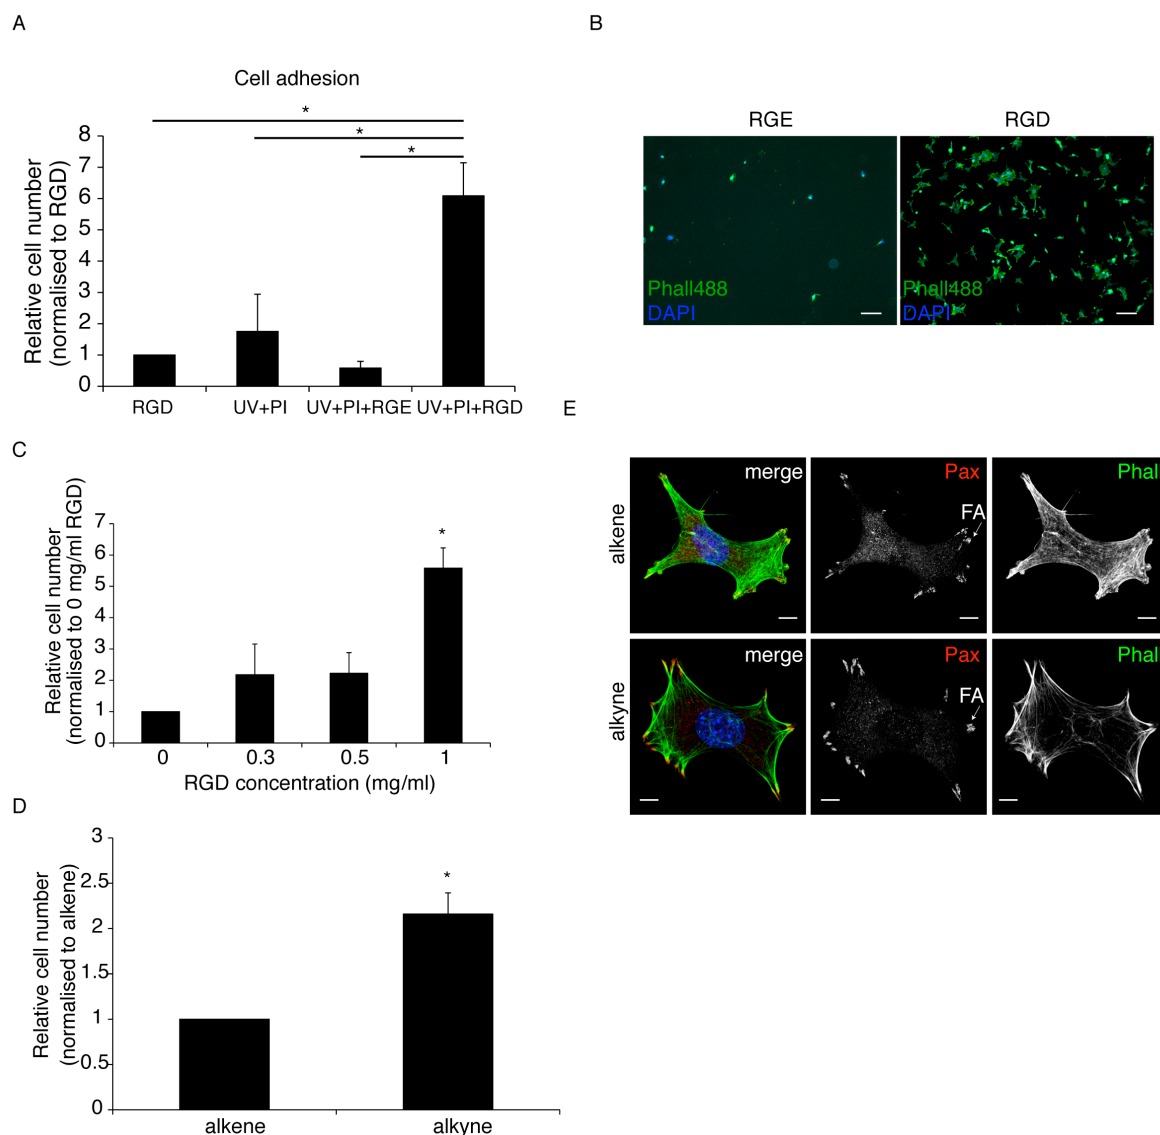 A
Cell adhesion
*
*
*
Relative cell number
(normalised to RGD)
8
7
6
5
4
3
2
1
0
RGD
UV+PI
UV+PI+RGE
UV+PI+RGD
B
RGE
RGD
Phall488
DAPI
Phall488
DAPI
C
Relative cell number
(normalised to 0 mg/ml RGD)
7
6
5
4
3
2
1
0
*
0
0.3
0.5
1
RGD concentration (mg/ml)
D
Relative cell number
(normalised to alkene)
3
2.5
2
1.5
1
0.5
0
*
alkene
alkyne
E
alkene
merge
Pax
FA
Phal
alkyne
merge
Pax
FA
Phal